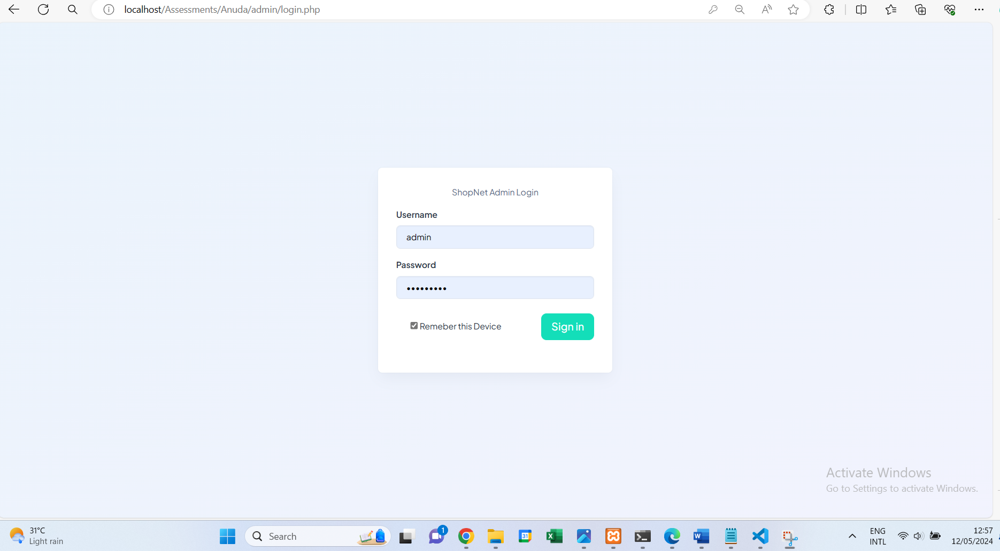 localhost/Assessments/Anuda/admin/login.php
ShopNet Admin Login
Username
admin
Password
•••••••••
Remeber this Device
Sign in
Activate Windows
Go to Settings to activate Windows.
31°C
Light rain
Search
1
31
ENG
INTL
12:57
12/05/2024